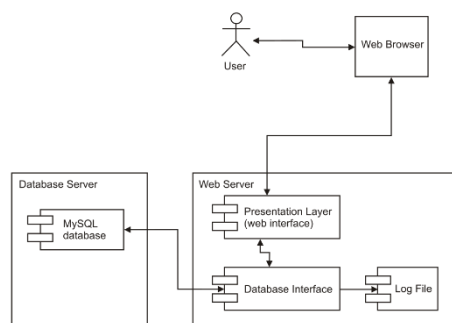 User
Web Browser
Database Server
MySQL
database
Web Server
Presentation Layer
(web interface)
Database Interface
Log File